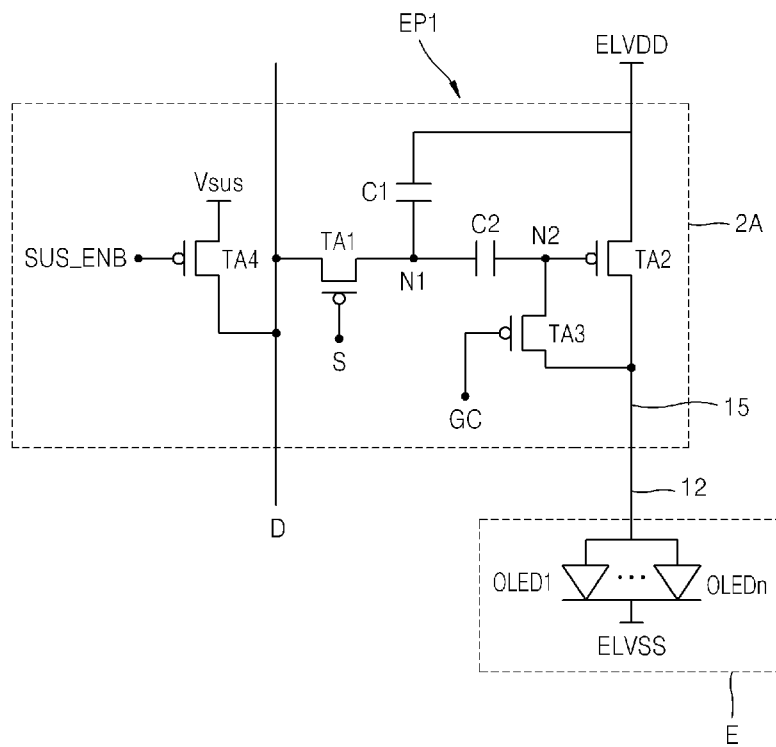 EP1
ELVDD
Vsus
C1
2A
TA1
C2
N2
SUS_ENB
TA4
N1
TA2
TA3
S
GC
15
12
D
OLED1
OLEDn
ELVSS
E